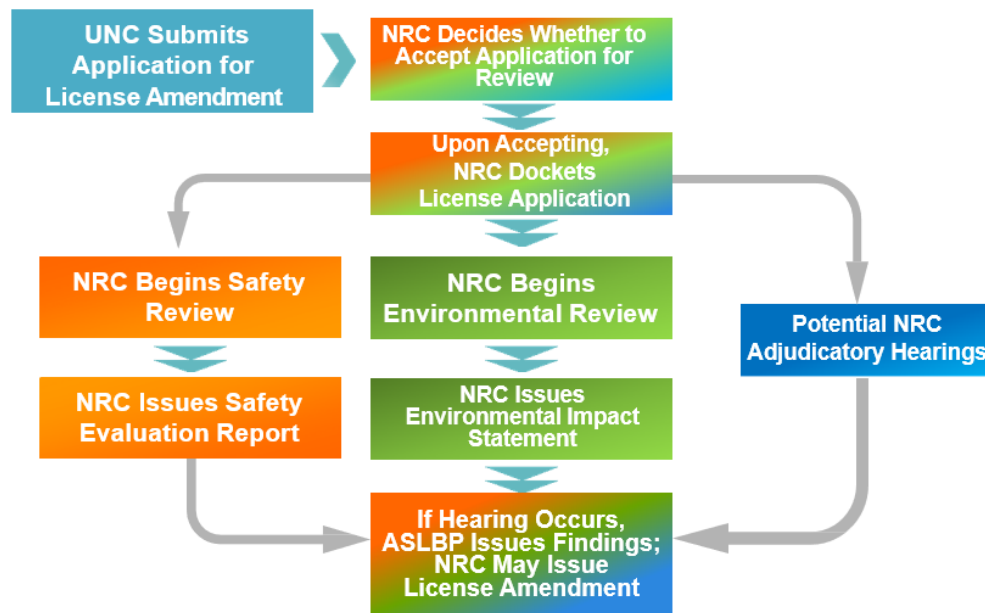 UNC Submits
Application for
License Amendment
NRC Decides Whether to
Accept Application for
Review
Upon Accepting,
NRC Dockets
License Application
NRC Begins Safety
Review
NRC Begins
Environmental Review
Potential NRC
Adjudicatory Hearings
NRC Issues Safety
Evaluation Report
NRC Issues
Environmental Impact
Statement
If Hearing Occurs,
ASLBP Issues Findings;
NRC May Issue
License Amendment